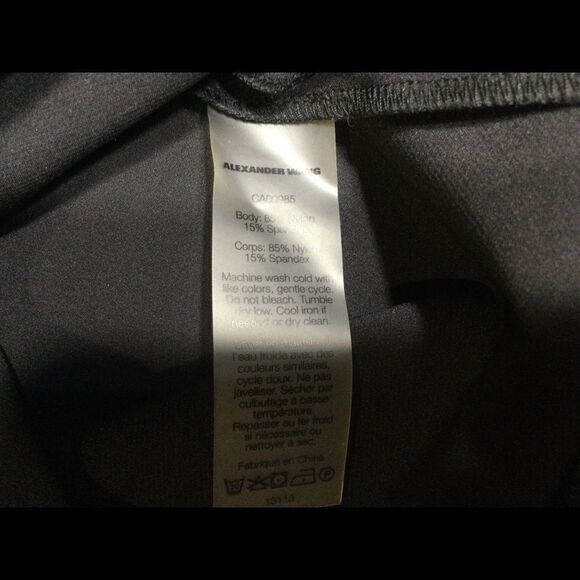 ALEXANDER WANG
CA00985
Body: 85% Nylon
15% Spandex
Corps: 85% Nylon
15% Spandex
Machine wash cold with
like colors, gentle cycle.
Do not bleach. Tumble
dry low. Cool iron if
needed or dry clean.
l'eau froide avec des
couleurs similaires,
cycle doux. Ne pas
javelliser. Sécher par
culbutage à basse
température.
Repasser au fer froid
si nécessaire ou
nettoyer à sec.
Fabriqué en China
13113